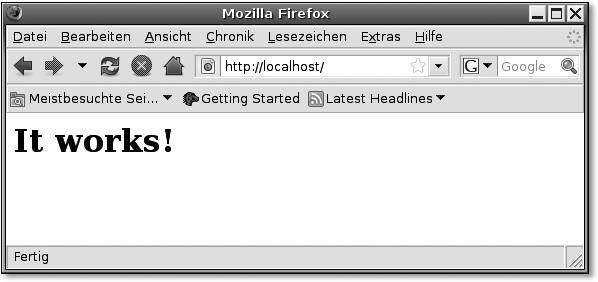 Mozilla Firefox
Datei Bearbeiten Ansicht Chronik Lesezeichen Extras Hilfe
http://localhost/ G Google
Meistbesuchte Sei... Getting Started Latest Headlines
It works!
Fertig